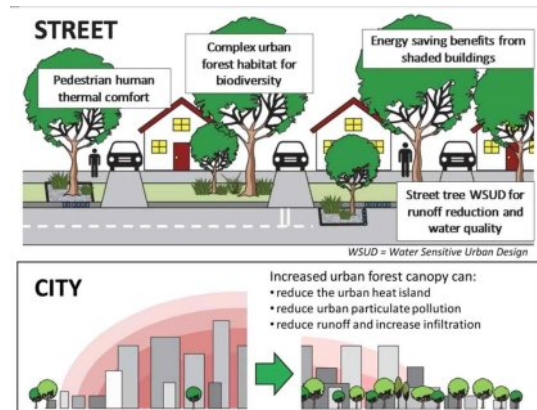 STREET
Pedestrian human
thermal comfort
Complex urban
forest habitat for
biodiversity
Energy saving benefits from
shaded buildings
Street tree WSUD for
runoff reduction and
water quality
WSUD = Water Sensitive Urban Design
CITY
Increased urban forest canopy can:
• reduce the urban heat island
• reduce urban particulate pollution
• reduce runoff and increase infiltration